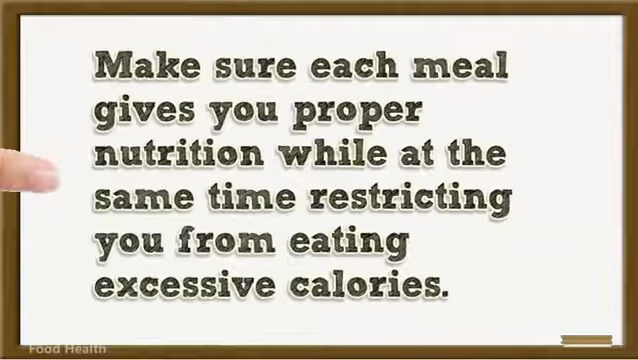 Make sure each meal
gives you proper
nutrition while at the
same time restricting
you from eating
excessive calories.
Food Health